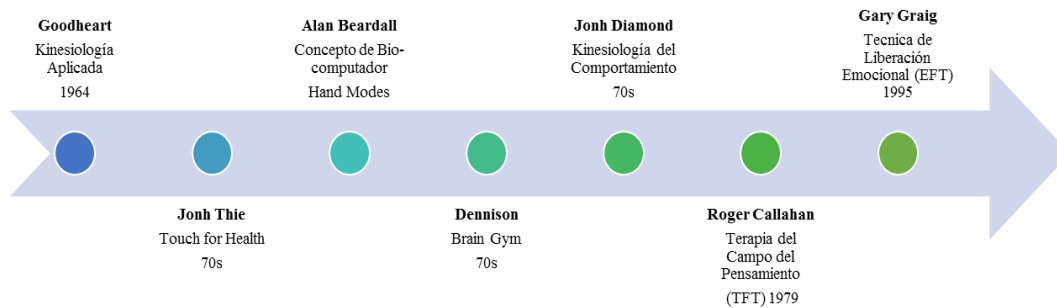 Goodheart
Kinesiología
Aplicada
1964
Jonh Thie
Touch for Health
70s
Alan Beardall
Concepto de Bio-
computador
Hand Modes
Dennison
Brain Gym
70s
Jonh Diamond
Kinesiología del
Comportamiento
70s
Roger Callahan
Terapia del
Campo del
Pensamiento
(TFT) 1979
Gary Graig
Tecnica de
Liberación
Emocional (EFT)
1995